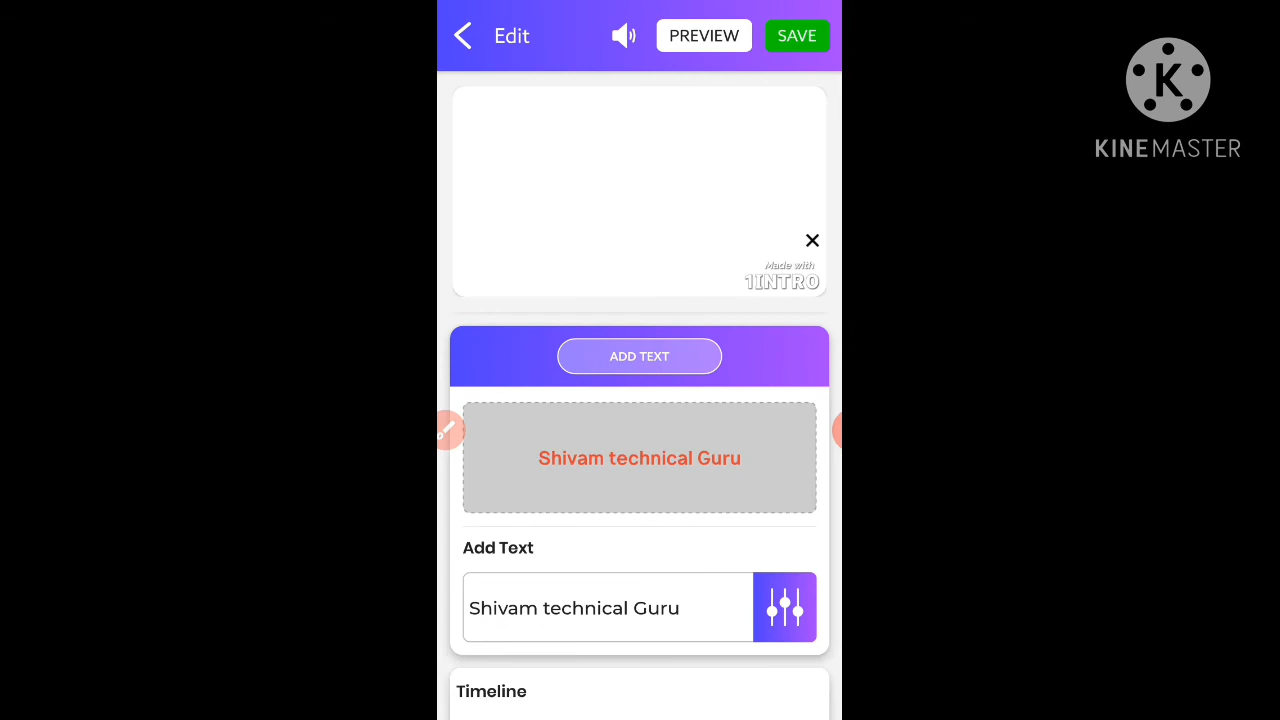 Edit
PREVIEW
SAVE
K
KINEMASTER
Made with
1INTRO
ADD TEXT
Shivam technical Guru
Add Text
Shivam technical Guru
Timeline